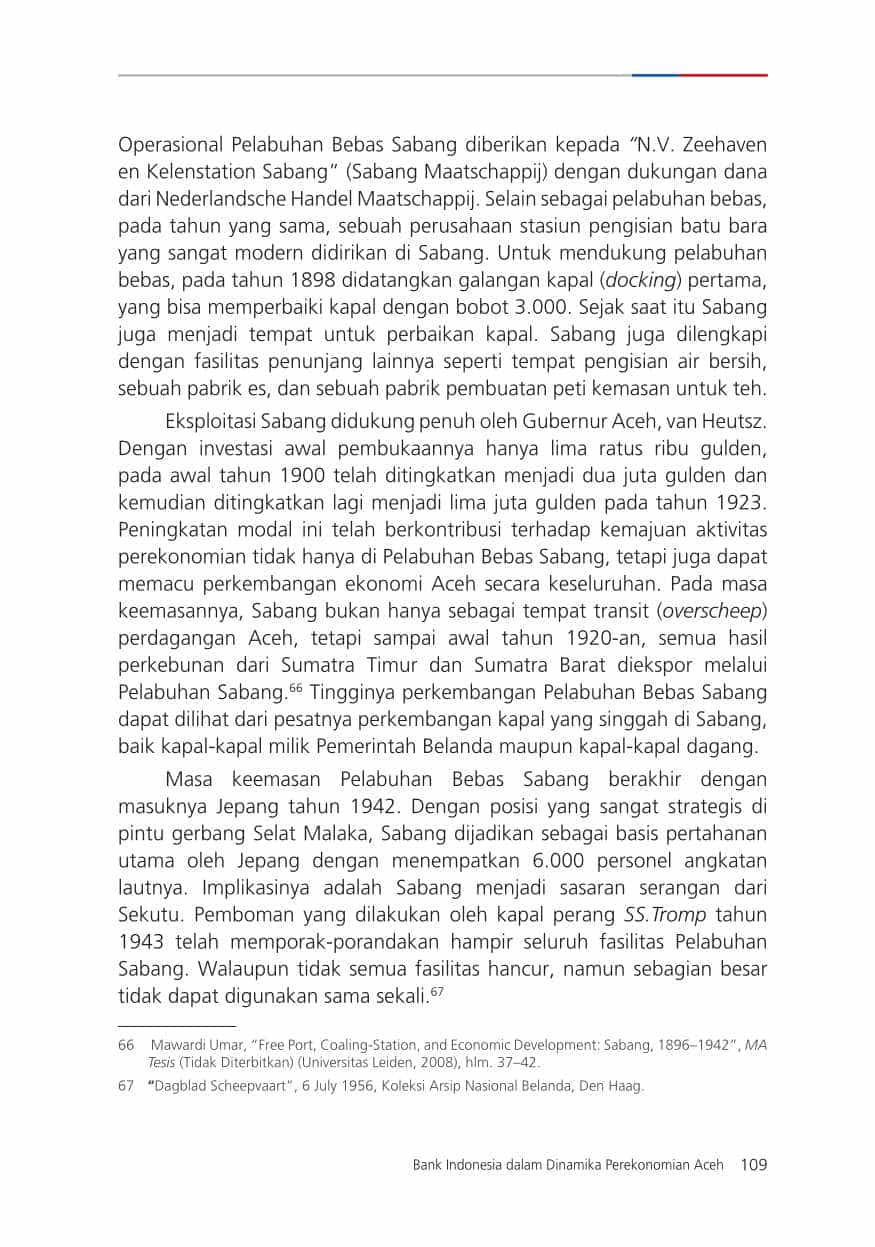 Operasional Pelabuhan Bebas Sabang diberikan kepada “N.V. Zeehaven
en Kelenstation Sabang” (Sabang Maatschappij) dengan dukungan dana
dari Nederlandsche Handel Maatschappij. Selain sebagai pelabuhan bebas,
pada tahun yang sama, sebuah perusahaan stasiun pengisian batu bara
yang sangat modern didirikan di Sabang. Untuk mendukung pelabuhan
bebas, pada tahun 1898 didatangkan galangan kapal (docking) pertama,
yang bisa memperbaiki kapal dengan bobot 3.000. Sejak saat itu Sabang
juga menjadi tempat untuk perbaikan kapal. Sabang juga dilengkapi
dengan fasilitas penunjang lainnya seperti tempat pengisian air bersih,
sebuah pabrik es, dan sebuah pabrik pembuatan peti kemasan untuk teh.
Eksploitasi Sabang didukung penuh oleh Gubernur Aceh, van Heutsz.
Dengan investasi awal pembukaannya hanya lima ratus ribu gulden,
pada awal tahun 1900 telah ditingkatkan menjadi dua juta gulden dan
kemudian ditingkatkan lagi menjadi lima juta gulden pada tahun 1923.
Peningkatan modal ini telah berkontribusi terhadap kemajuan aktivitas
perekonomian tidak hanya di Pelabuhan Bebas Sabang, tetapi juga dapat
memacu perkembangan ekonomi Aceh secara keseluruhan. Pada masa
keemasannya, Sabang bukan hanya sebagai tempat transit (overscheep)
perdagangan Aceh, tetapi sampai awal tahun 1920-an, semua hasil
perkebunan dari Sumatra Timur dan Sumatra Barat diekspor melalui
Pelabuhan Sabang.66 Tingginya perkembangan Pelabuhan Bebas Sabang
dapat dilihat dari pesatnya perkembangan kapal yang singgah di Sabang,
baik kapal-kapal milik Pemerintah Belanda maupun kapal-kapal dagang.
Masa keemasan Pelabuhan Bebas Sabang berakhir dengan
masuknya Jepang tahun 1942. Dengan posisi yang sangat strategis di
pintu gerbang Selat Malaka, Sabang dijadikan sebagai basis pertahanan
utama oleh Jepang dengan menempatkan 6.000 personel angkatan
lautnya. Implikasinya adalah Sabang menjadi sasaran serangan dari
Sekutu. Pemboman yang dilakukan oleh kapal perang SS.Tromp tahun
1943 telah memporak-porandakan hampir seluruh fasilitas Pelabuhan
Sabang. Walaupun tidak semua fasilitas hancur, namun sebagian besar
tidak dapat digunakan sama sekali.67
66 Mawardi Umar, “Free Port, Coaling-Station, and Economic Development: Sabang, 1896–1942”, MA
Tesis (Tidak Diterbitkan) (Universitas Leiden, 2008), hlm. 37–42.
67 “Dagblad Scheepvaart”, 6 July 1956, Koleksi Arsip Nasional Belanda, Den Haag.
Bank Indonesia dalam Dinamika Perekonomian Aceh 109